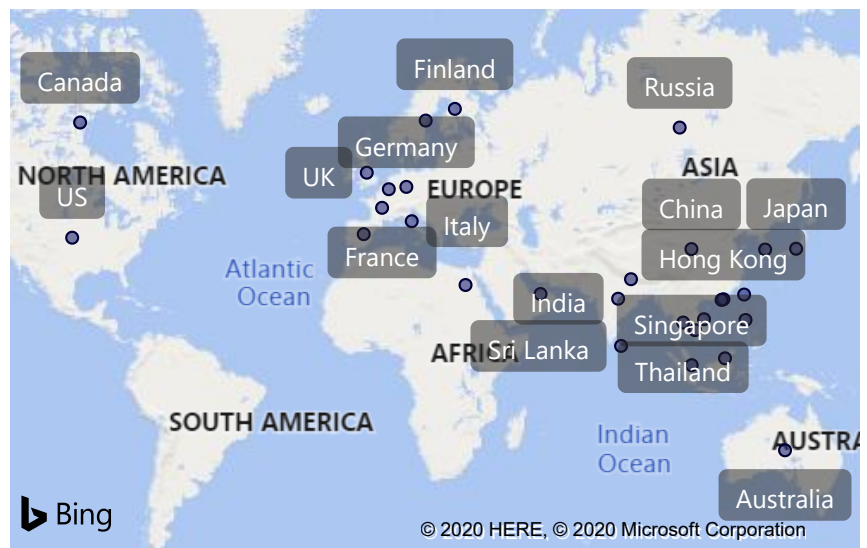 Canada
Finland
Russia
Germany
NORTH AMERICA
UK
EUROPE
ASIA
US
China
Japan
Italy
France
Hong Kong
Atlantic
Ocean
India
Singapore
AFRICA
Sri Lanka
Thailand
SOUTH AMERICA
Indian
Ocean
AUSTRA
Australia
Bing
© 2020 HERE, © 2020 Microsoft Corporation